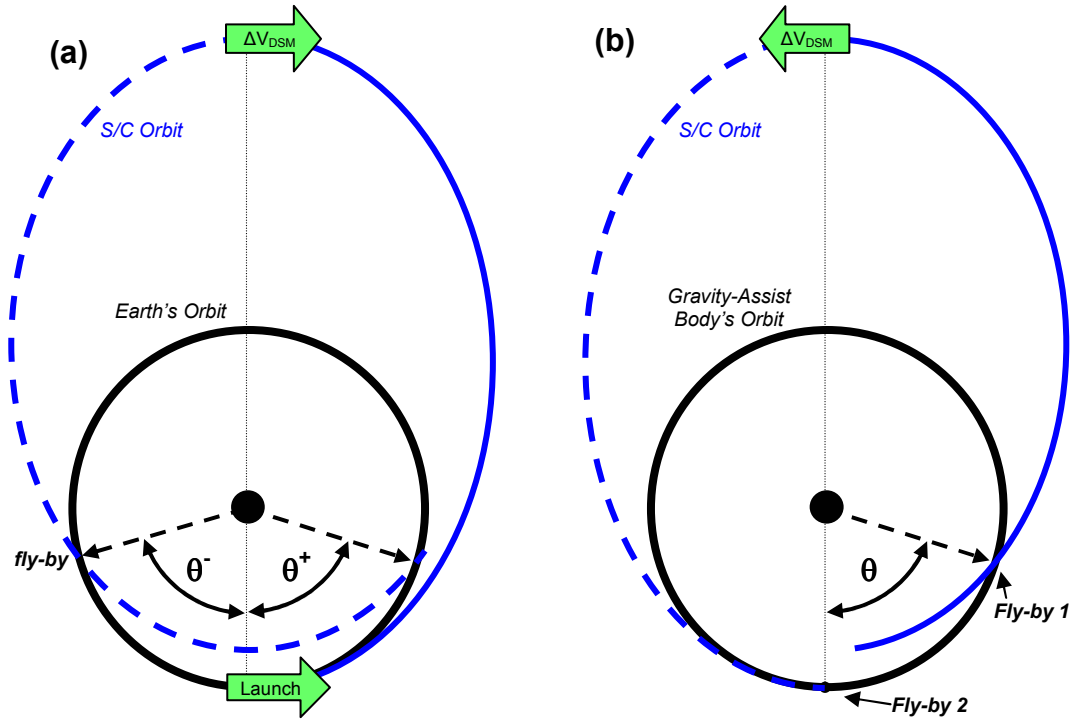 (a)
ΔV_DSM
S/C Orbit
Earth's Orbit
fly-by
θ⁻
θ⁺
Launch
(b)
ΔV_DSM
S/C Orbit
Gravity-Assist
Body's Orbit
θ
Fly-by 1
Fly-by 2